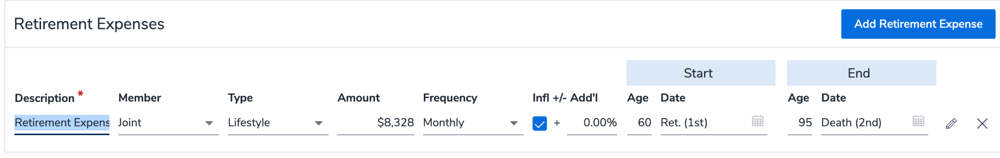 Retirement Expenses
Add Retirement Expense
Start End
Description * Member Type Amount Frequency Infl +/- Add'l Age Date Age Date
Retirement Expens Joint Lifestyle $8,328 Monthly + 0.00% 60 Ret. (1st) 95 Death (2nd)